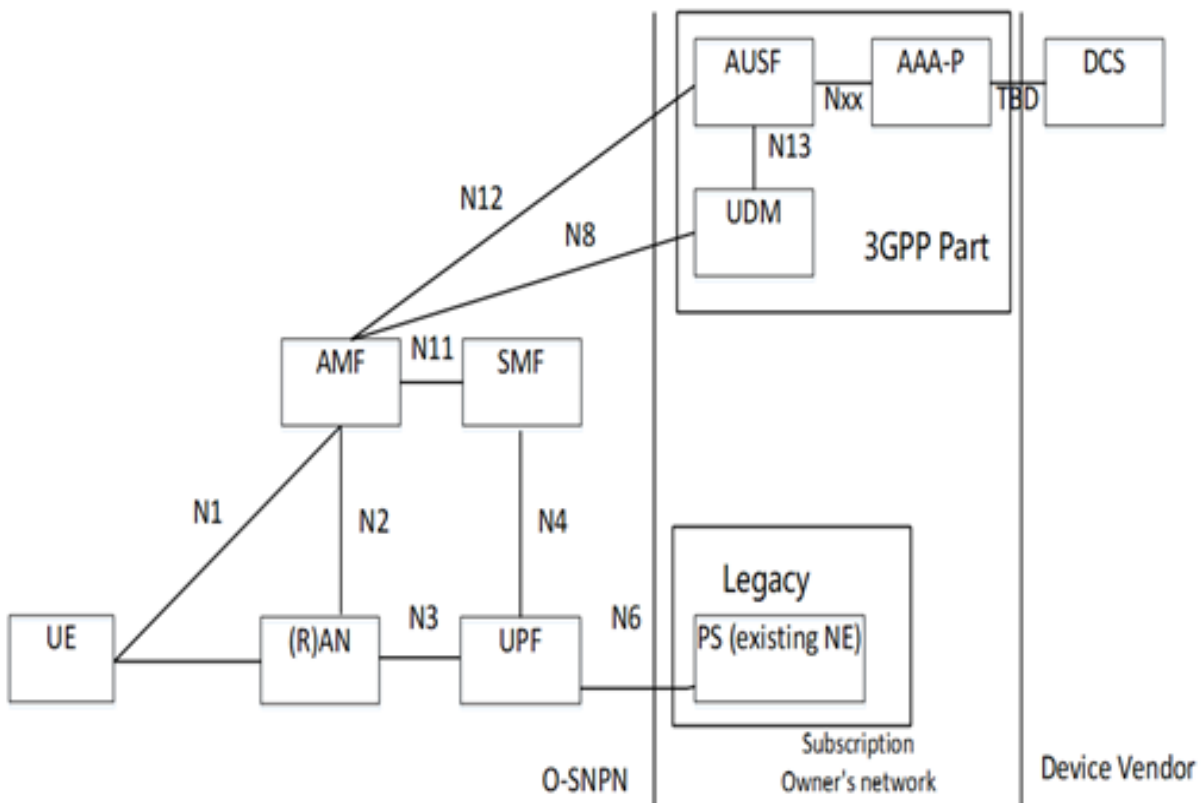 AUSF
AAA-P
DCS
Nxx
TBD
N13
N12
UDM
N8
3GPP Part
AMF
N11
SMF
N1
N2
N4
Legacy
UE
(R)AN
N3
UPF
N6
PS (existing NE)
Subscription
Owner's network
O-SNPN
Device Vendor